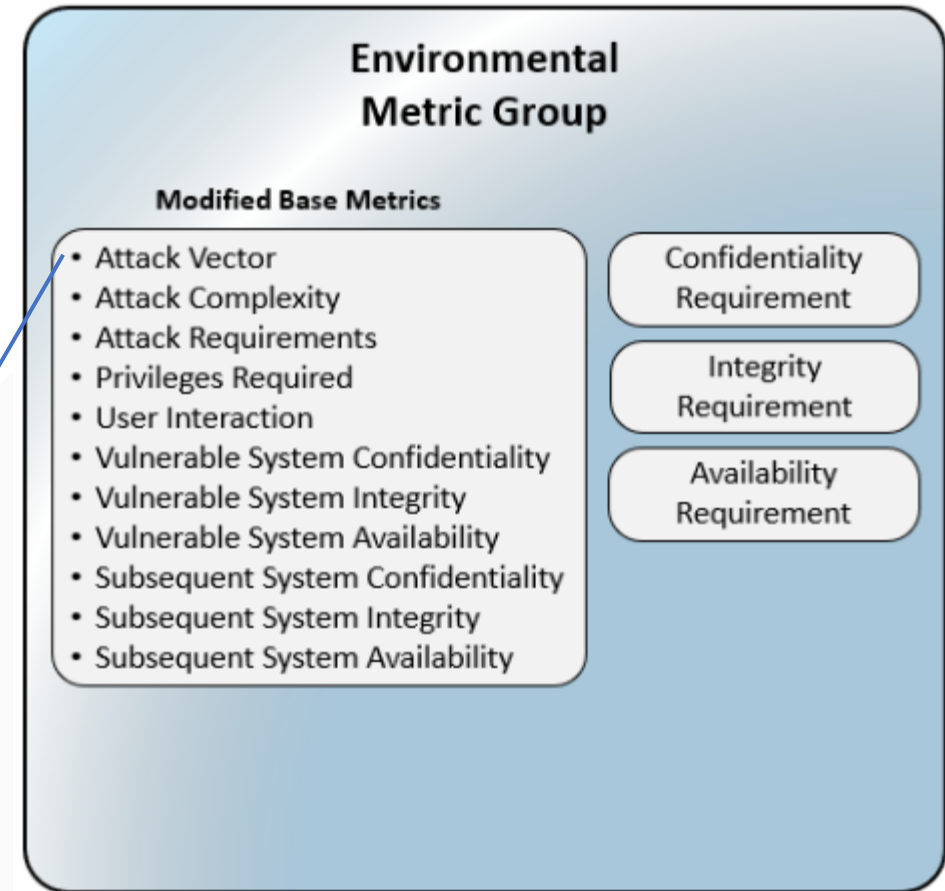 Environmental
Metric Group
Modified Base Metrics
• Attack Vector
• Attack Complexity
• Attack Requirements
• Privileges Required
• User Interaction
• Vulnerable System Confidentiality
• Vulnerable System Integrity
• Vulnerable System Availability
• Subsequent System Confidentiality
• Subsequent System Integrity
• Subsequent System Availability
Confidentiality
Requirement
Integrity
Requirement
Availability
Requirement